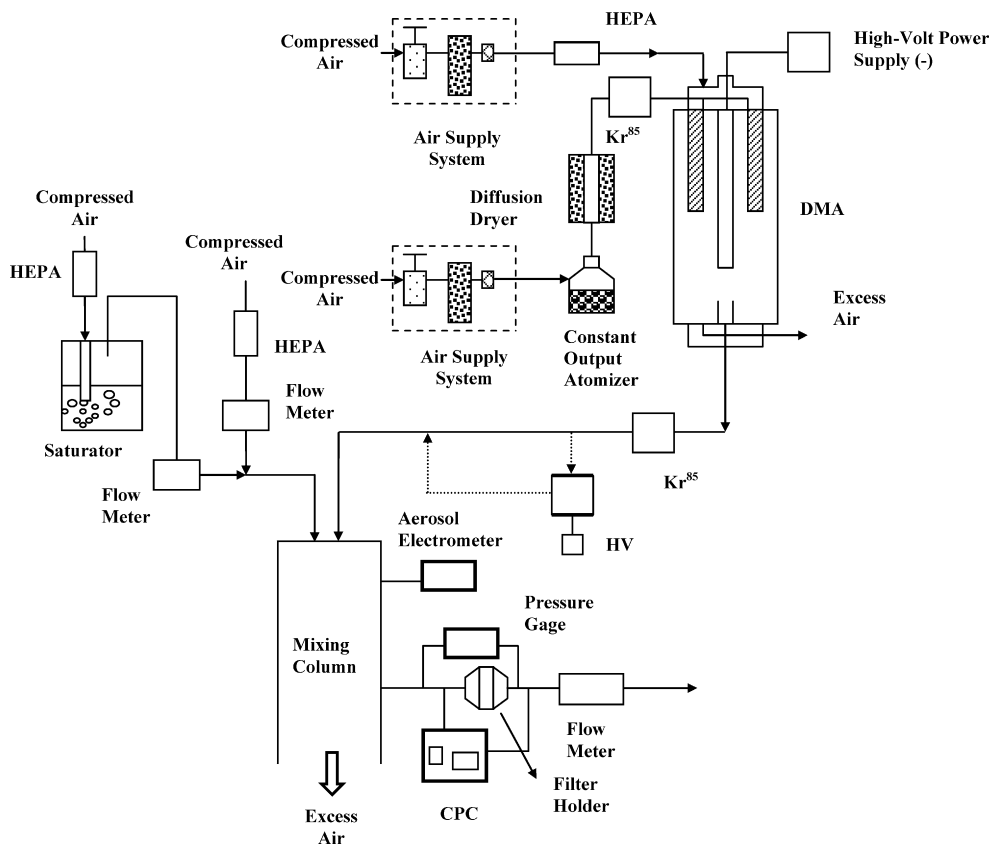 HEPA
Compressed
Air
High-Volt Power
Supply (-)
Air Supply
System
Kr85
Diffusion
Dryer
DMA
Compressed
Air
HEPA
Compressed
Air
HEPA
Compressed
Air
Air Supply
System
Constant
Output
Atomizer
Excess
Air
Flow
Meter
Saturator
Flow
Meter
Kr85
HV
Aerosol
Electrometer
Pressure
Gage
Mixing
Column
Flow
Meter
Filter
Holder
CPC
Excess
Air